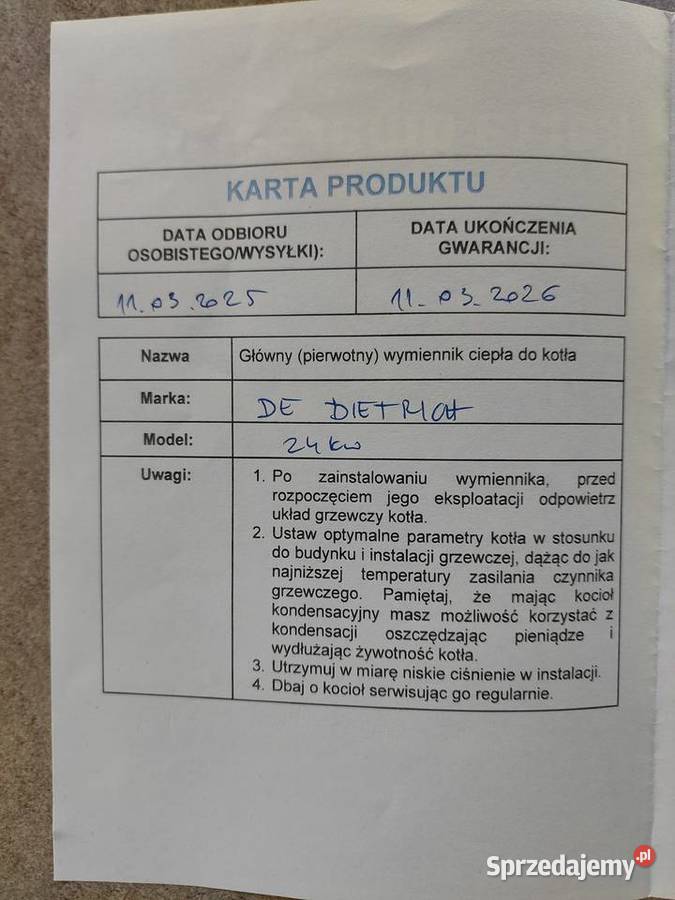 KARTA PRODUKTU
DATA ODBIORU
OSOBISTEGO/WYSYŁKI):
DATA UKOŃCZENIA
GWARANCJI:
11.03.2025
11.03.2026
Nazwa
Główny (pierwotny) wymiennik ciepła do kotła
Marka:
DE DIETRICH
Model:
24 kW
Uwagi:
1. Po zainstalowaniu wymiennika, przed
rozpoczęciem jego eksploatacji odpowietrz
układ grzewczy kotła.
2. Ustaw optymalne parametry kotła w stosunku
do budynku i instalacji grzewczej, dążąc do jak
najniższej temperatury zasilania czynnika
grzewczego. Pamiętaj, że mając kocioł
kondensacyjny masz możliwość korzystać z
kondensacji oszczędzając pieniądze i
wydłużając żywotność kotła.
3. Utrzymuj w miarę niskie ciśnienie w instalacji.
4. Dbaj o kocioł serwisując go regularnie.
Sprzedajemy.pl